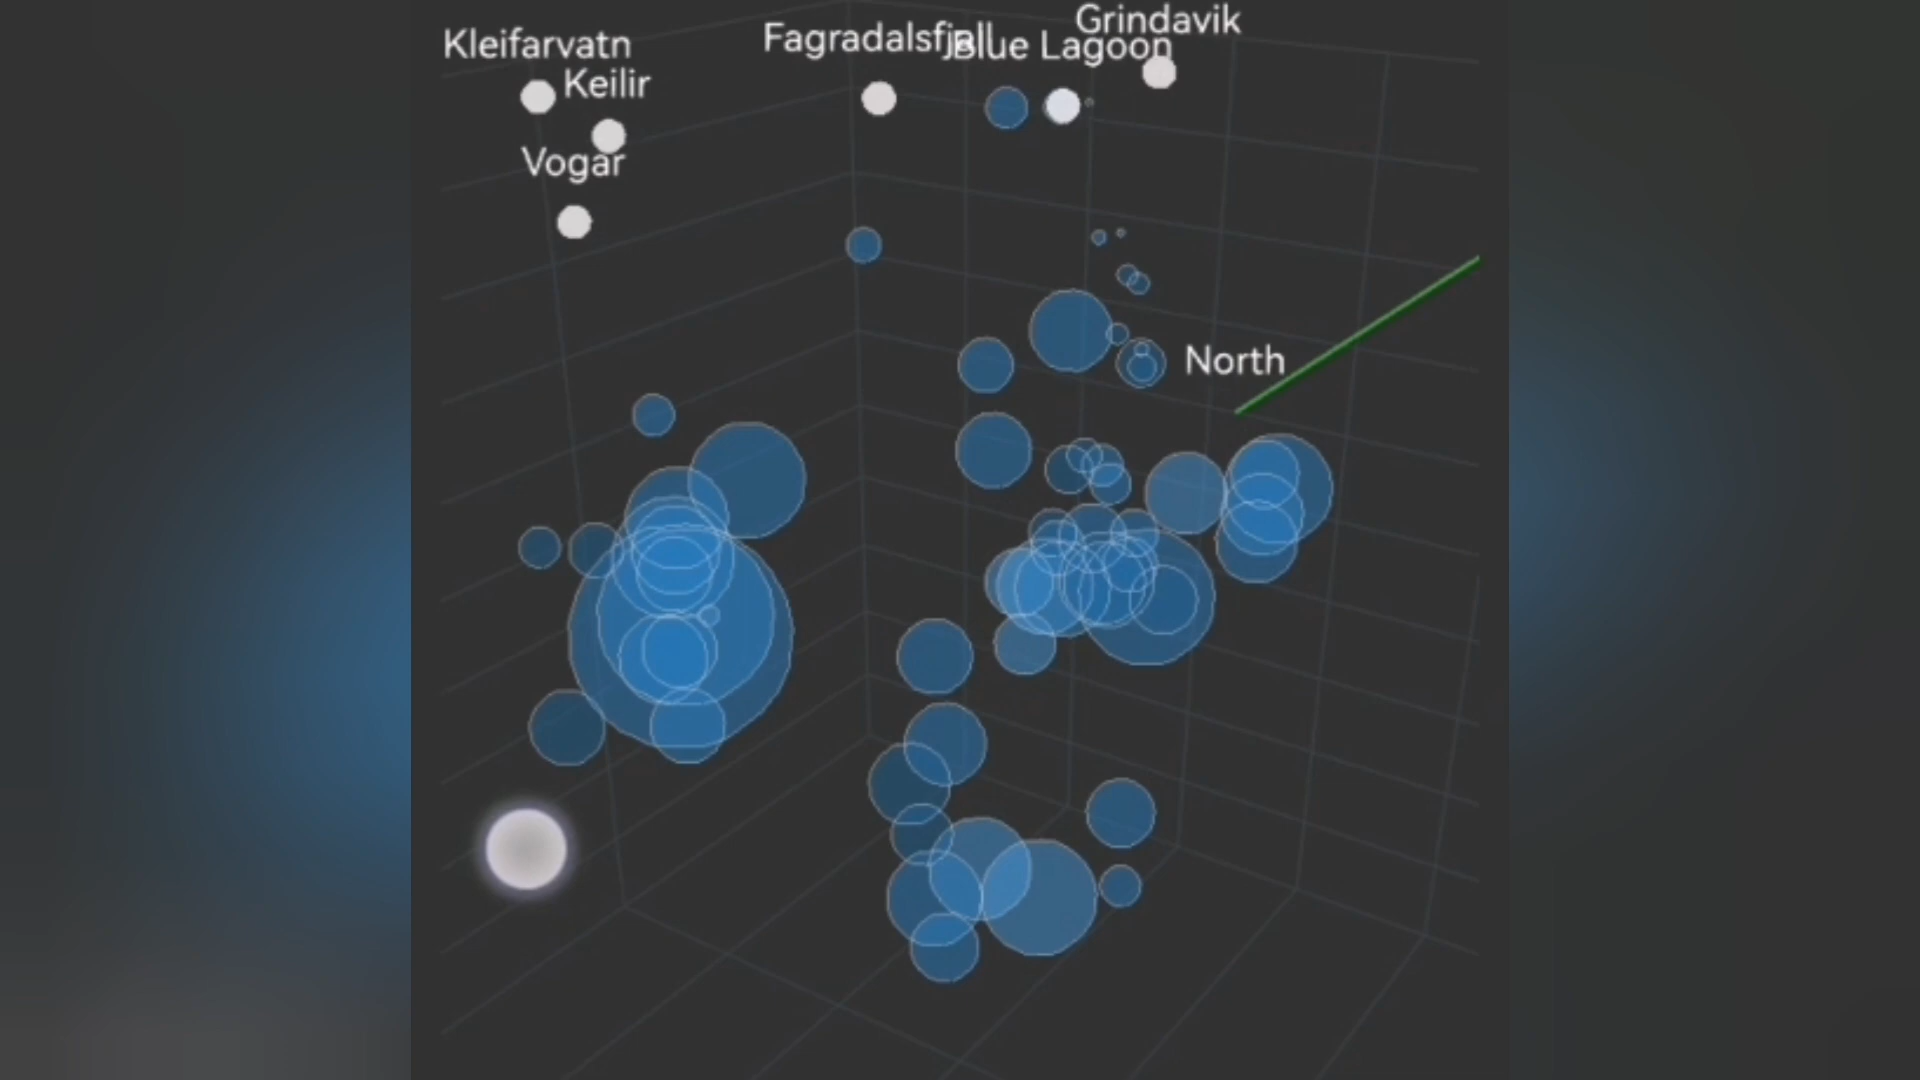 Grindavik
Kleifarvatn
Fagradalsfjall
Blue Lagoon
Keilir
Vogar
North